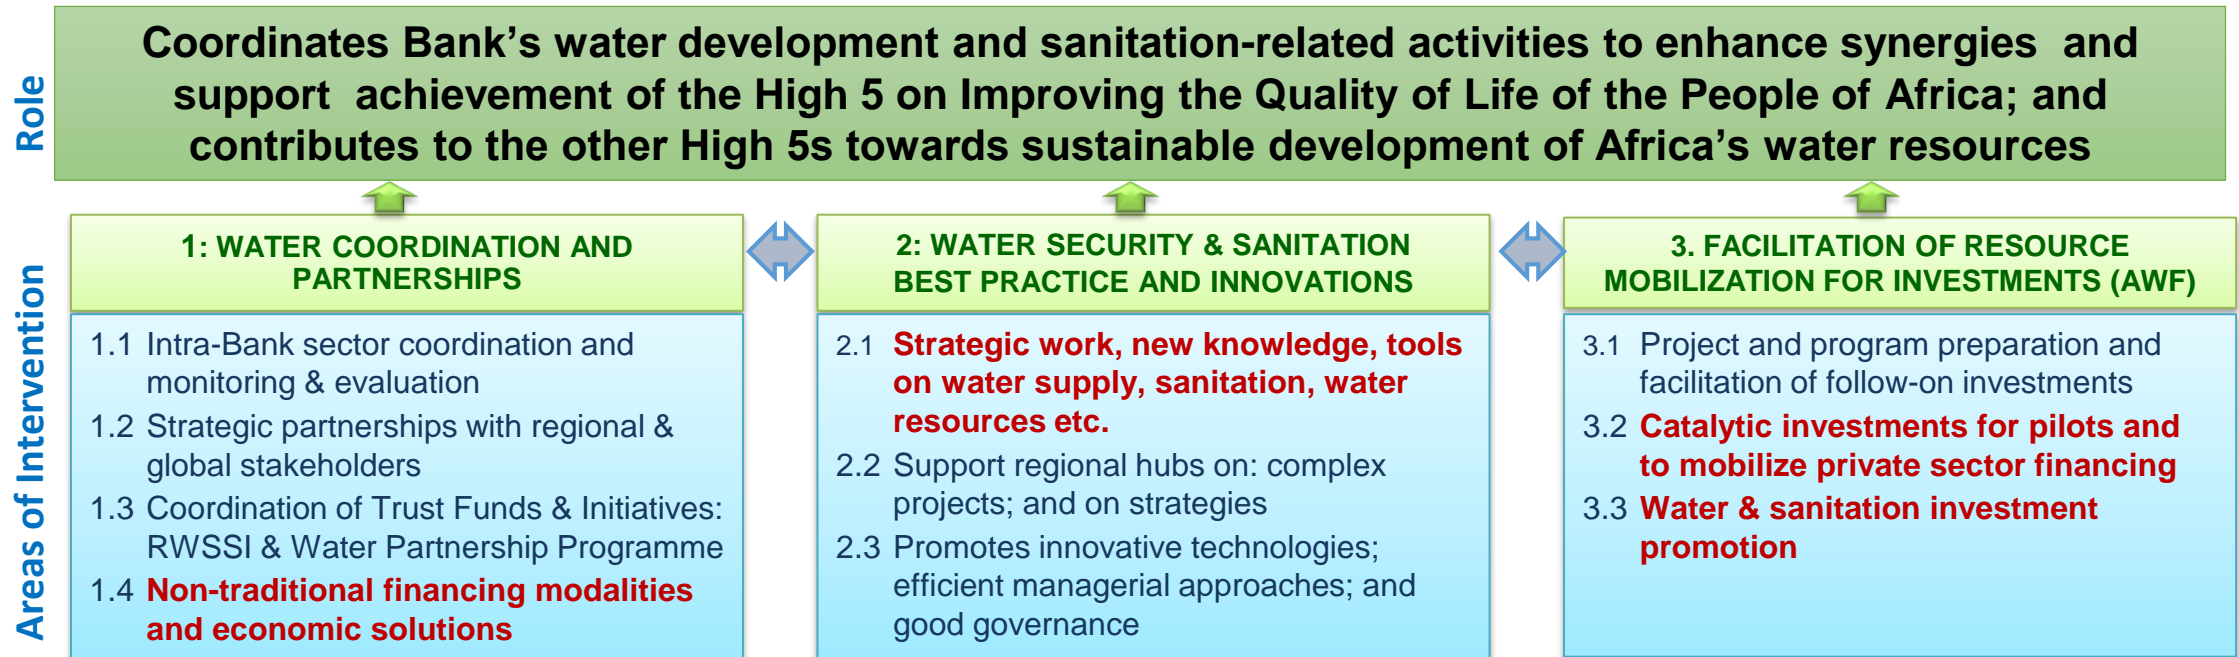 Role
Coordinates Bank's water development and sanitation-related activities to enhance synergies and
support achievement of the High 5 on Improving the Quality of Life of the People of Africa; and
contributes to the other High 5s towards sustainable development of Africa's water resources
Areas of Intervention
1: WATER COORDINATION AND
PARTNERSHIPS
1.1 Intra-Bank sector coordination and
monitoring & evaluation
1.2 Strategic partnerships with regional &
global stakeholders
1.3 Coordination of Trust Funds & Initiatives:
RWSSI & Water Partnership Programme
1.4 Non-traditional financing modalities
and economic solutions
2: WATER SECURITY & SANITATION
BEST PRACTICE AND INNOVATIONS
2.1 Strategic work, new knowledge, tools
on water supply, sanitation, water
resources etc.
2.2 Support regional hubs on: complex
projects; and on strategies
2.3 Promotes innovative technologies;
efficient managerial approaches; and
good governance
3. FACILITATION OF RESOURCE
MOBILIZATION FOR INVESTMENTS (AWF)
3.1 Project and program preparation and
facilitation of follow-on investments
3.2 Catalytic investments for pilots and
to mobilize private sector financing
3.3 Water & sanitation investment
promotion